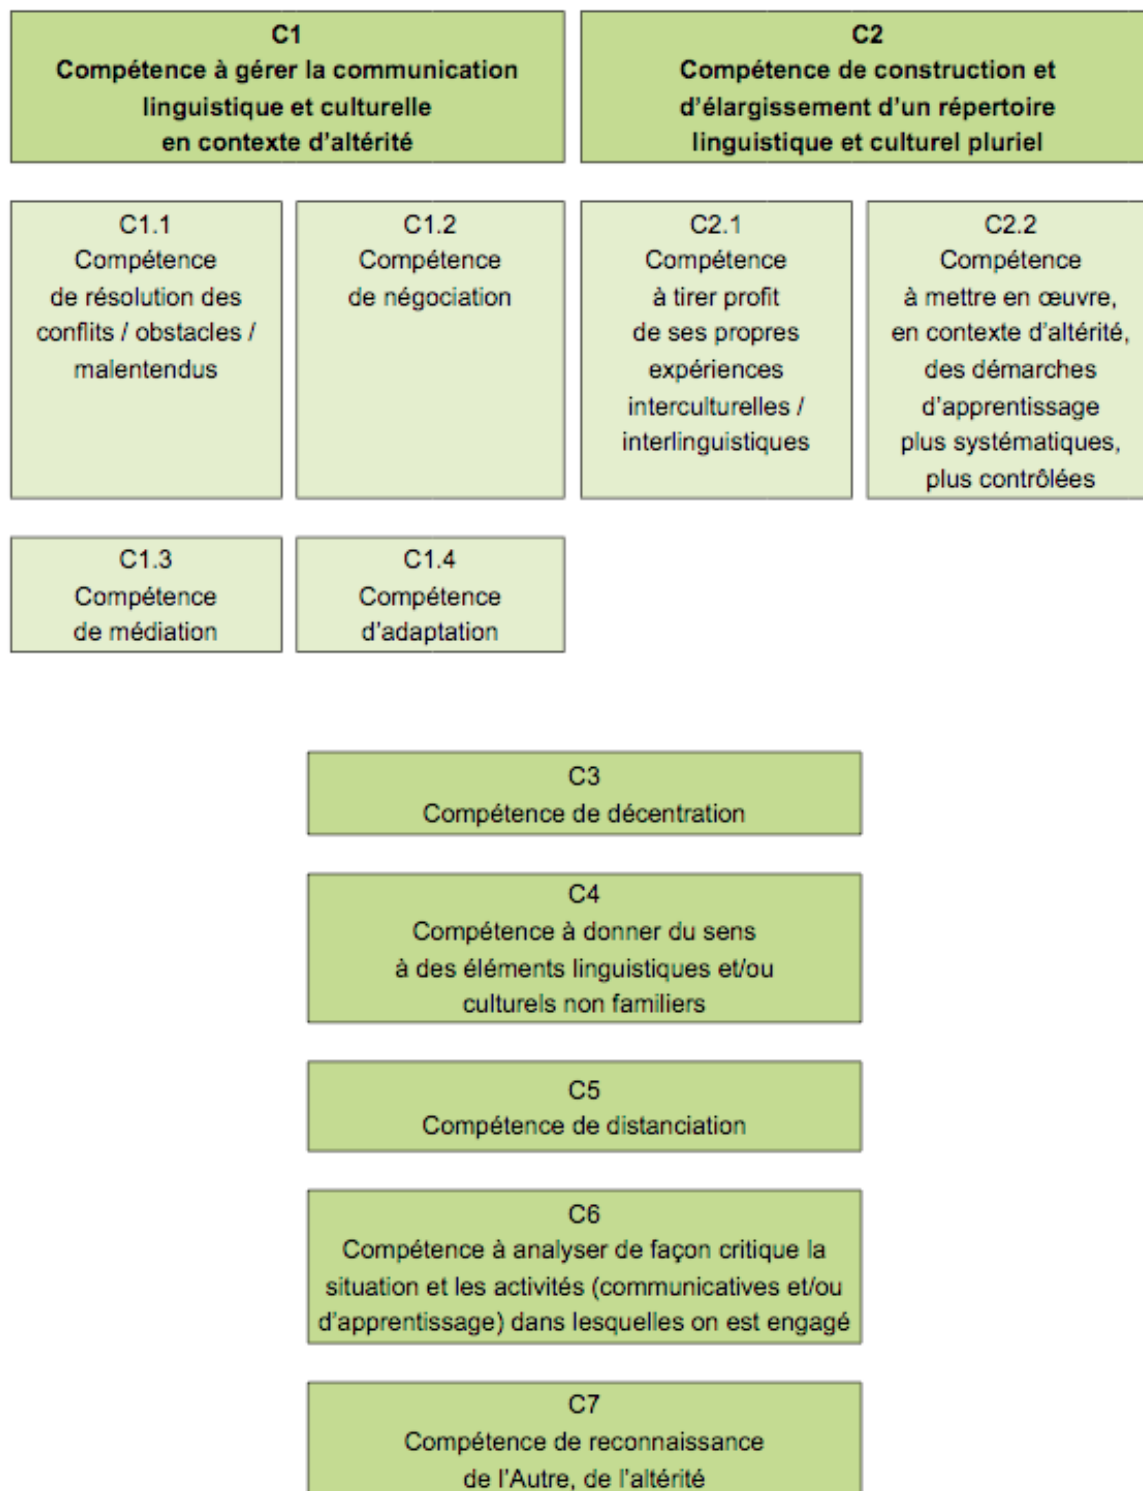 C1
Compétence à gérer la communication
linguistique et culturelle
en contexte d'altérité
C2
Compétence de construction et
d'élargissement d'un répertoire
linguistique et culturel pluriel
C1.1
Compétence
de résolution des
conflits / obstacles /
malentendus
C1.2
Compétence
de négociation
C2.1
Compétence
à tirer profit
de ses propres
expériences
interculturelles /
interlinguistiques
C2.2
Compétence
à mettre en œuvre,
en contexte d'altérité,
des démarches
d'apprentissage
plus systématiques,
plus contrôlées
C1.3
Compétence
de médiation
C1.4
Compétence
d'adaptation
C3
Compétence de décentration
C4
Compétence à donner du sens
à des éléments linguistiques et/ou
culturels non familiers
C5
Compétence de distanciation
C6
Compétence à analyser de façon critique la
situation et les activités (communicatives et/ou
d'apprentissage) dans lesquelles on est engagé
C7
Compétence de reconnaissance
de l'Autre, de l'altérité